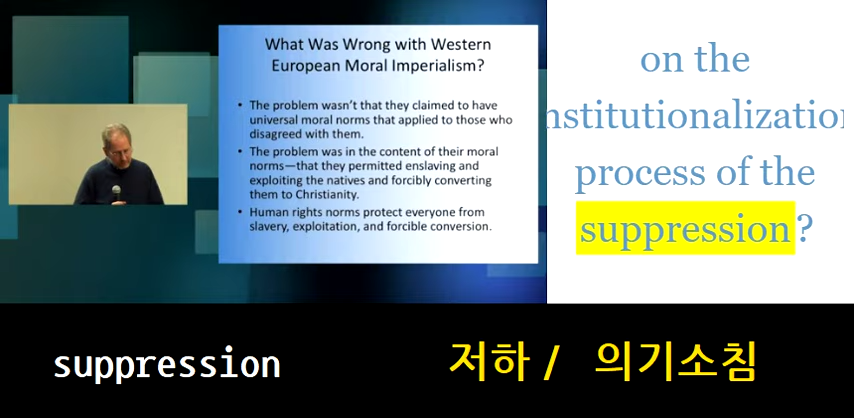 What Was Wrong with Western
European Moral Imperialism?
• The problem wasn't that they claimed to have
universal moral norms that applied to those who
disagreed with them.
• The problem was in the content of their moral
norms—that they permitted enslaving and
exploiting the natives and forcibly converting
them to Christianity.
• Human rights norms protect everyone from
slavery, exploitation, and forcible conversion.
on the
nstitutionalization
process of the
suppression?
suppression
저하 / 의기소침